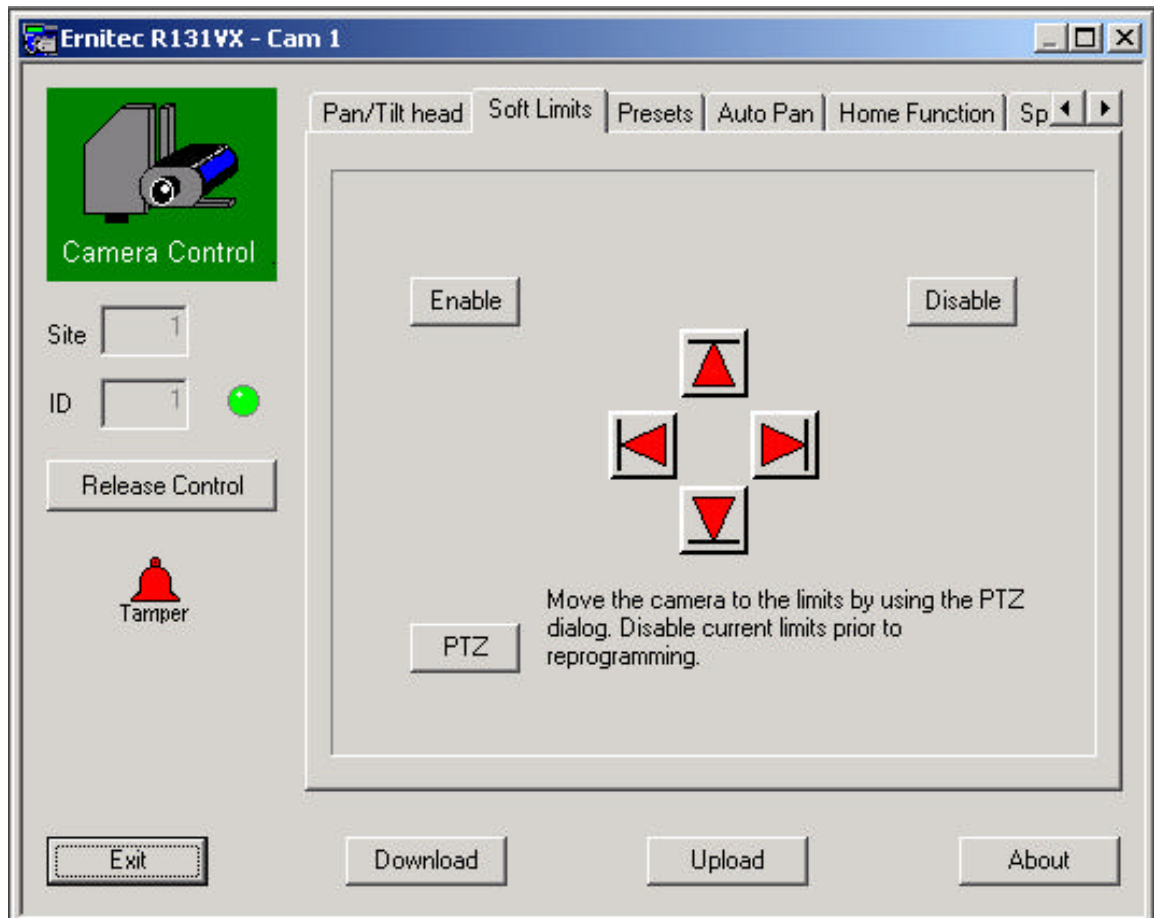 Ernitec R131VX - Cam 1
Camera Control
Site 1
ID 1
Release Control
Tamper
Pan/Tilt head Soft Limits Presets Auto Pan Home Function Sp
Enable
Disable
PTZ
Move the camera to the limits by using the PTZ
dialog. Disable current limits prior to
reprogramming.
Exit Download Upload About